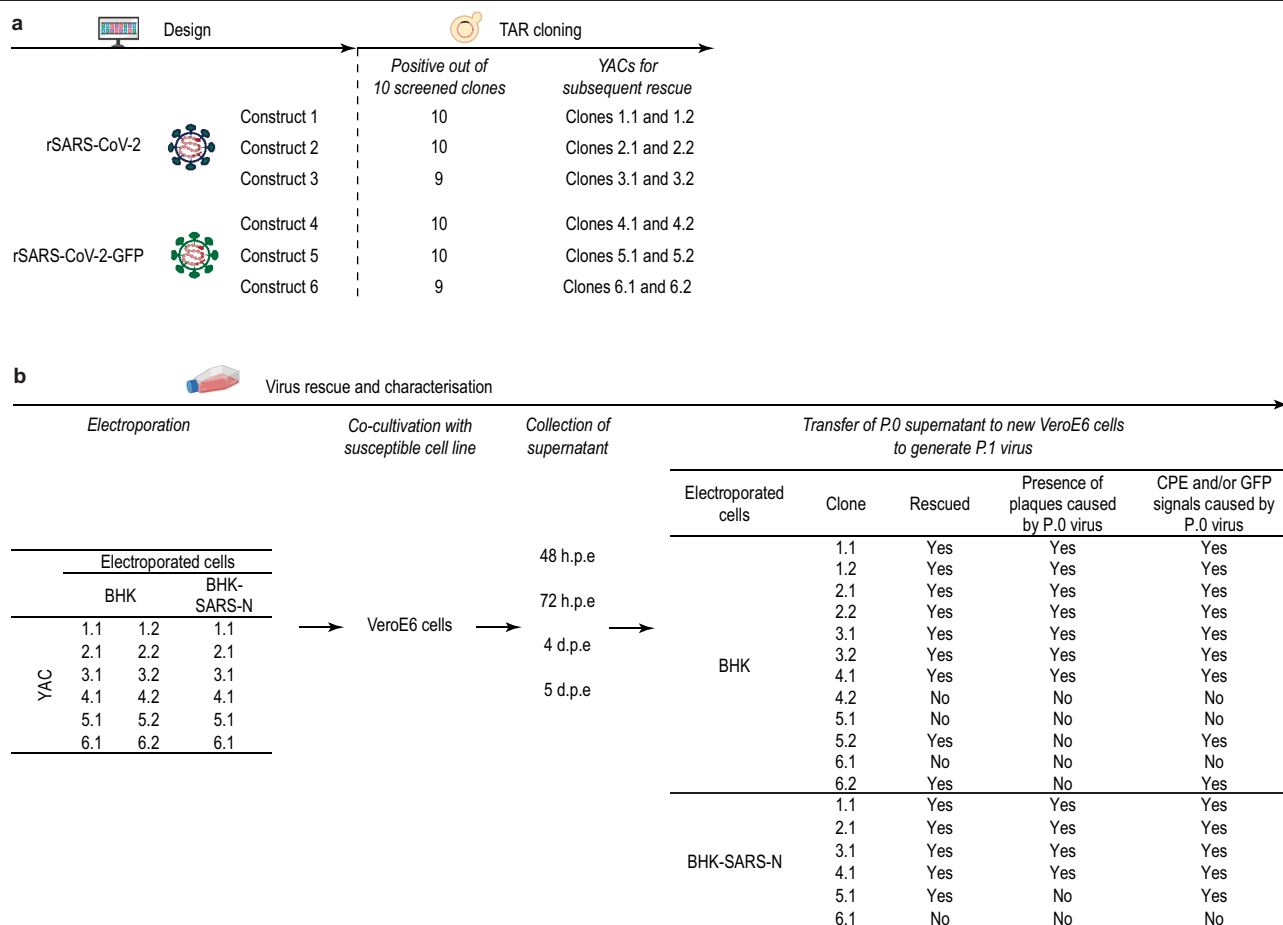 a
Design
TAR cloning
Positive out of
10 screened clones
YACs for
subsequent rescue
rSARS-CoV-2
Construct 1 10 Clones 1.1 and 1.2
Construct 2 10 Clones 2.1 and 2.2
Construct 3 9 Clones 3.1 and 3.2
rSARS-CoV-2-GFP
Construct 4 10 Clones 4.1 and 4.2
Construct 5 10 Clones 5.1 and 5.2
Construct 6 9 Clones 6.1 and 6.2
b
Virus rescue and characterisation
Electroporation
Co-cultivation with
susceptible cell line
Collection of
supernatant
Transfer of P.0 supernatant to new VeroE6 cells
to generate P.1 virus
Electroporated cells
BHK
BHK-
SARS-N
YAC
1.1 1.2 1.1
2.1 2.2 2.1
3.1 3.2 3.1
4.1 4.2 4.1
5.1 5.2 5.1
6.1 6.2 6.1
VeroE6 cells
48 h.p.e
72 h.p.e
4 d.p.e
5 d.p.e
Electroporated
cells
Clone
Rescued
Presence of
plaques caused
by P.0 virus
CPE and/or GFP
signals caused by
P.0 virus
BHK
1.1 Yes Yes Yes
1.2 Yes Yes Yes
2.1 Yes Yes Yes
2.2 Yes Yes Yes
3.1 Yes Yes Yes
3.2 Yes Yes Yes
4.1 Yes Yes Yes
4.2 No No No
5.1 No No No
5.2 Yes No Yes
6.1 No No No
6.2 Yes No Yes
BHK-SARS-N
1.1 Yes Yes Yes
2.1 Yes Yes Yes
3.1 Yes Yes Yes
4.1 Yes Yes Yes
5.1 Yes No Yes
6.1 No No No